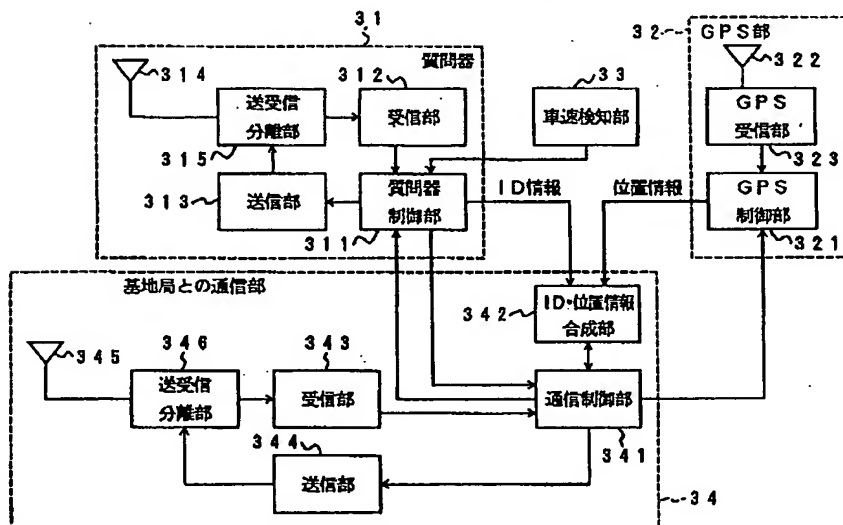 31
質問器
314
送受信
分離部
315
312
受信部
313
送信部
質問器
制御部
311
33
車速検知部
ID情報
位置情報
32
GPS部
322
GPS
受信部
323
GPS
制御部
321
基地局との通信部
345
346
送受信
分離部
343
受信部
344
送信部
342
ID・位置情報
合成部
通信制御部
341
34